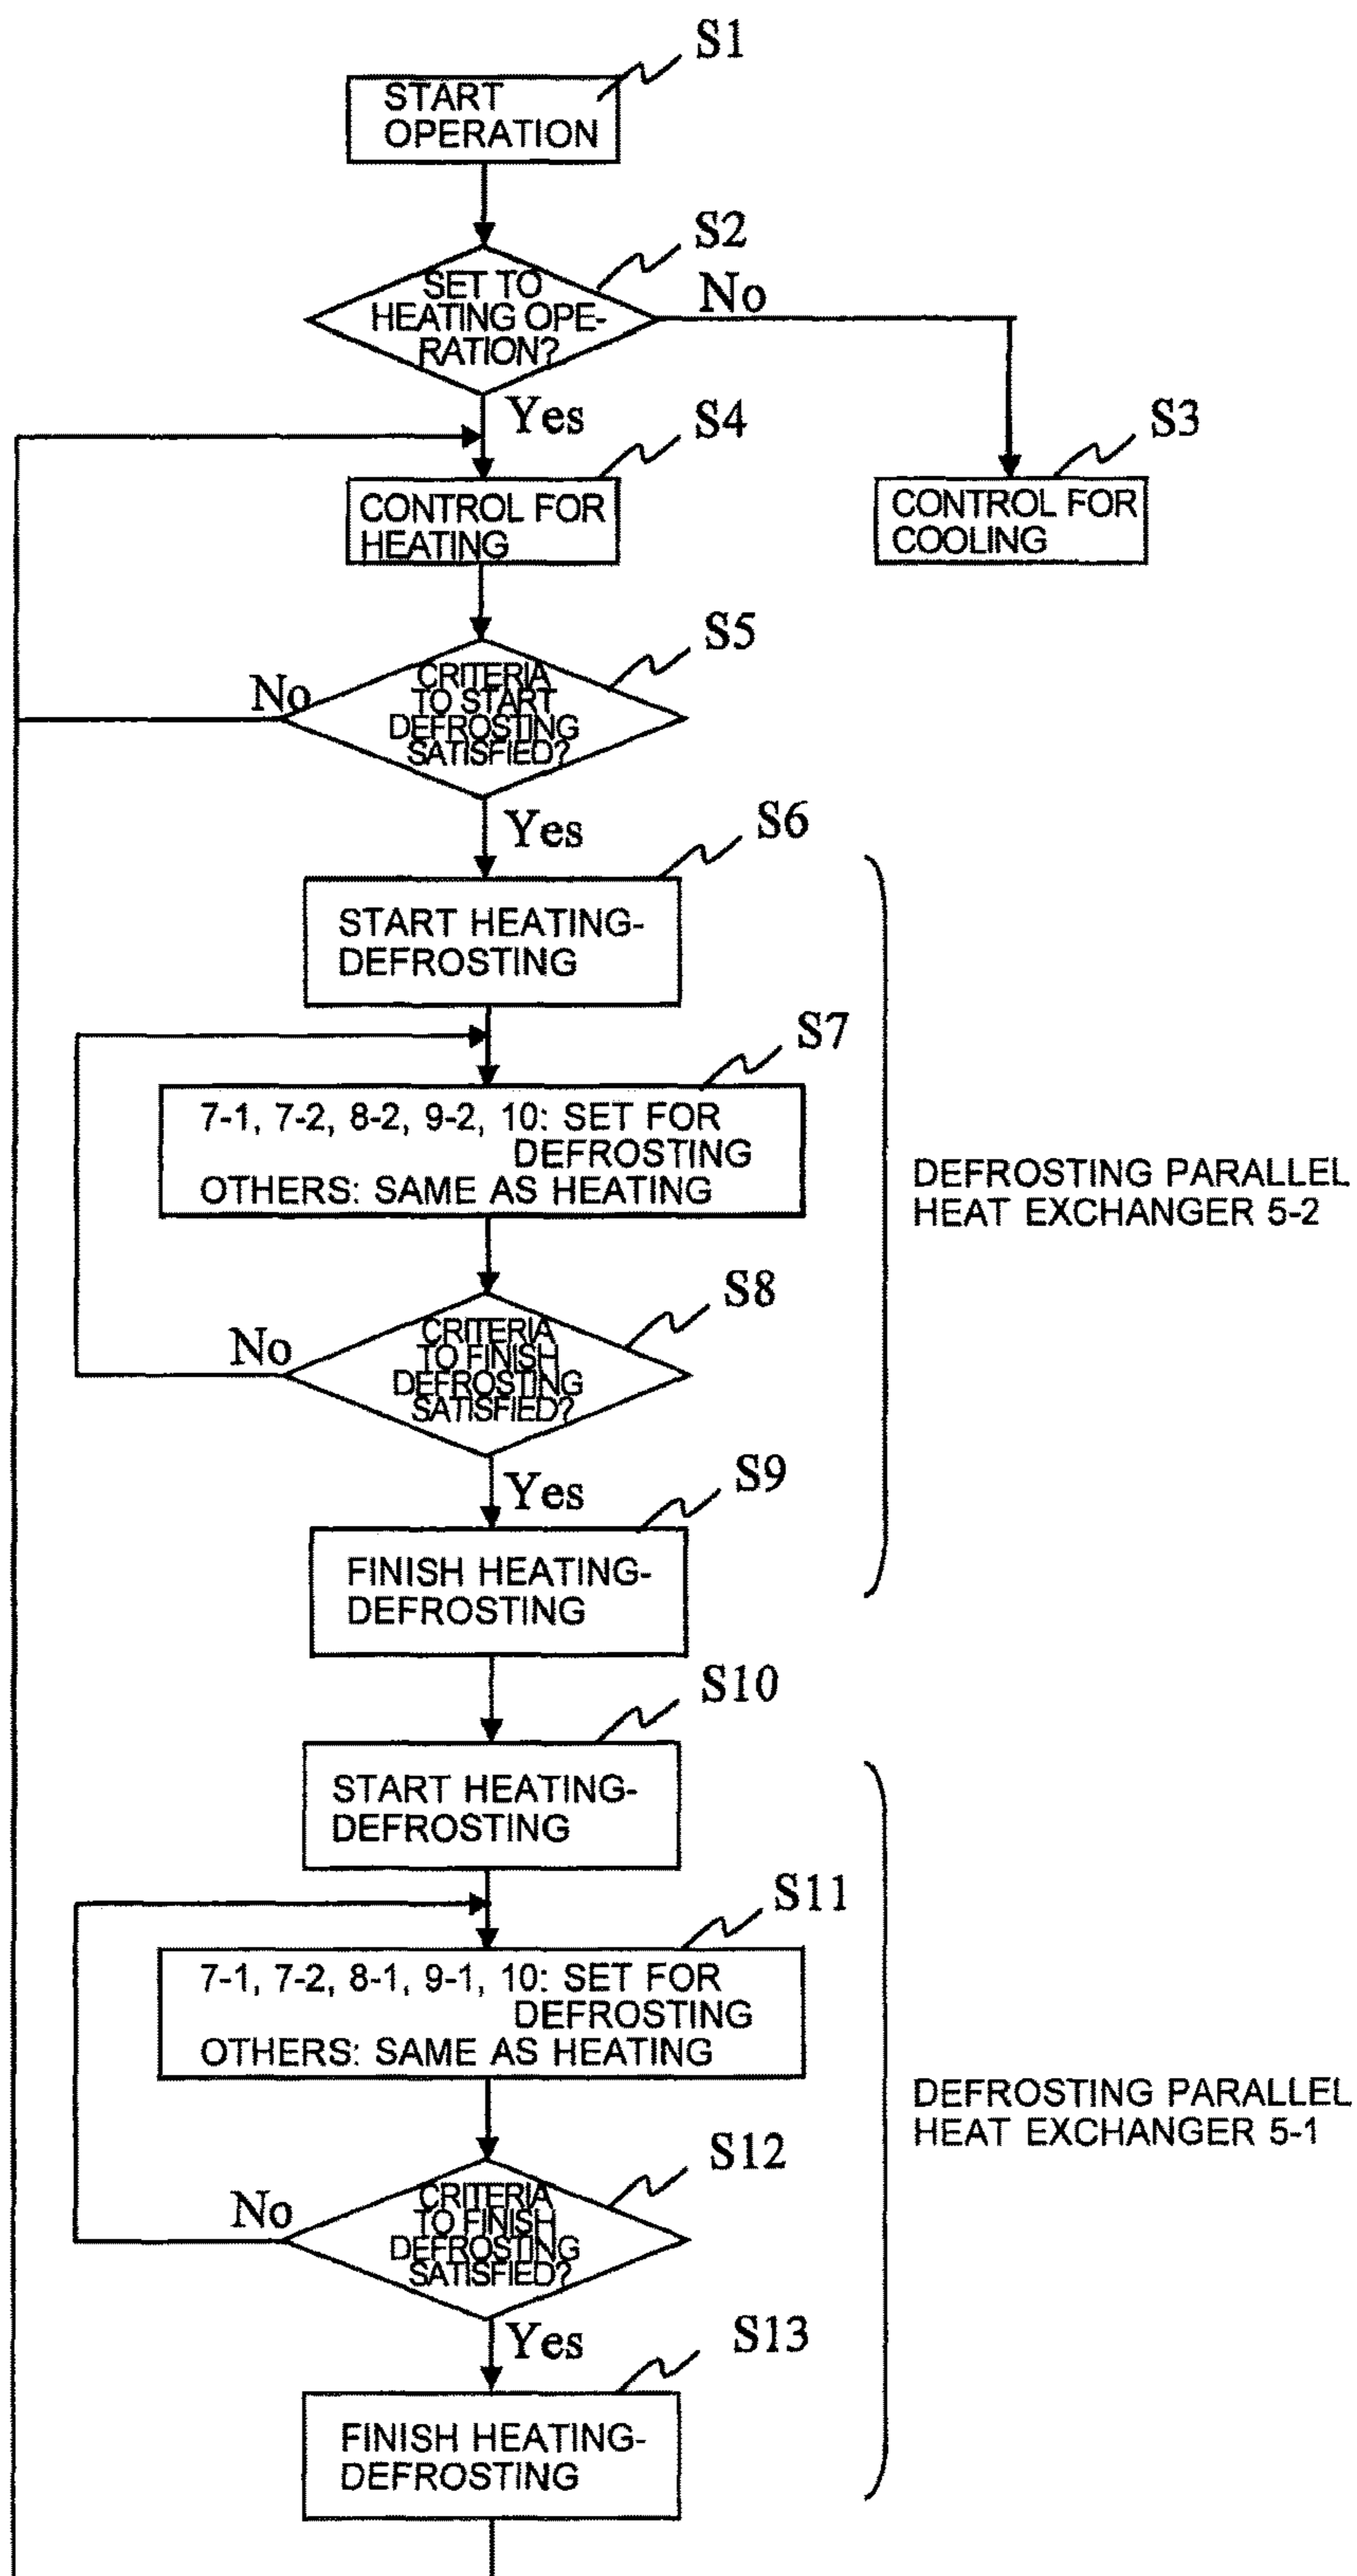 S1
START
OPERATION
S2
SET TO
HEATING OPE-
RATION?
No
Yes
S4
S3
CONTROL FOR
HEATING
CONTROL FOR
COOLING
S5
No
CRITERIA
TO START
DEFROSTING
SATISFIED?
Yes
S6
START HEATING-
DEFROSTING
S7
7-1, 7-2, 8-2, 9-2, 10: SET FOR
DEFROSTING
OTHERS: SAME AS HEATING
DEFROSTING PARALLEL
HEAT EXCHANGER 5-2
S8
No
CRITERIA
TO FINISH
DEFROSTING
SATISFIED?
Yes
S9
FINISH HEATING-
DEFROSTING
S10
START HEATING-
DEFROSTING
S11
7-1, 7-2, 8-1, 9-1, 10: SET FOR
DEFROSTING
OTHERS: SAME AS HEATING
DEFROSTING PARALLEL
HEAT EXCHANGER 5-1
S12
No
CRITERIA
TO FINISH
DEFROSTING
SATISFIED?
Yes
S13
FINISH HEATING-
DEFROSTING